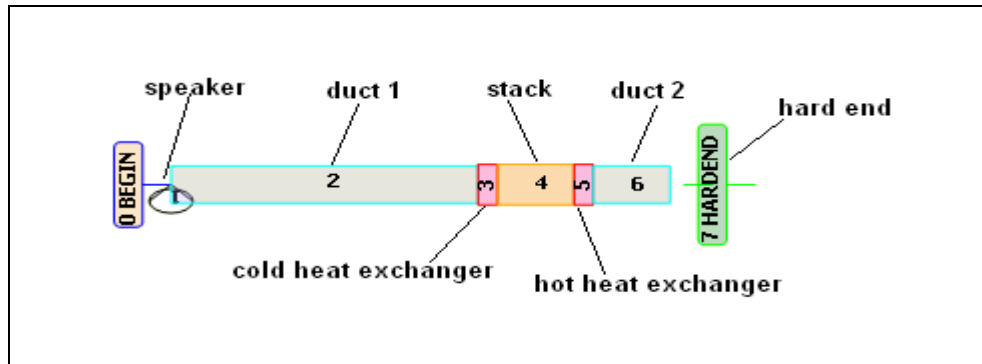 speaker
duct 1
stack
duct 2
hard end
0 BEGIN
1
2
3
4
5
6
7 HARDEND
cold heat exchanger
hot heat exchanger